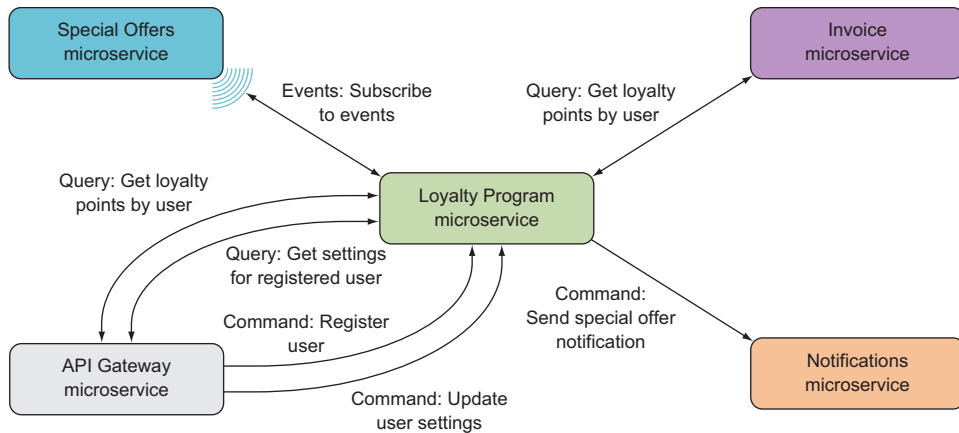 Special Offers
microservice
Invoice
microservice
Events: Subscribe
to events
Query: Get loyalty
points by user
Query: Get loyalty
points by user
Loyalty Program
microservice
Query: Get settings
for registered user
Command: Register
user
Command:
Send special offer
notification
API Gateway
microservice
Notifications
microservice
Command: Update
user settings